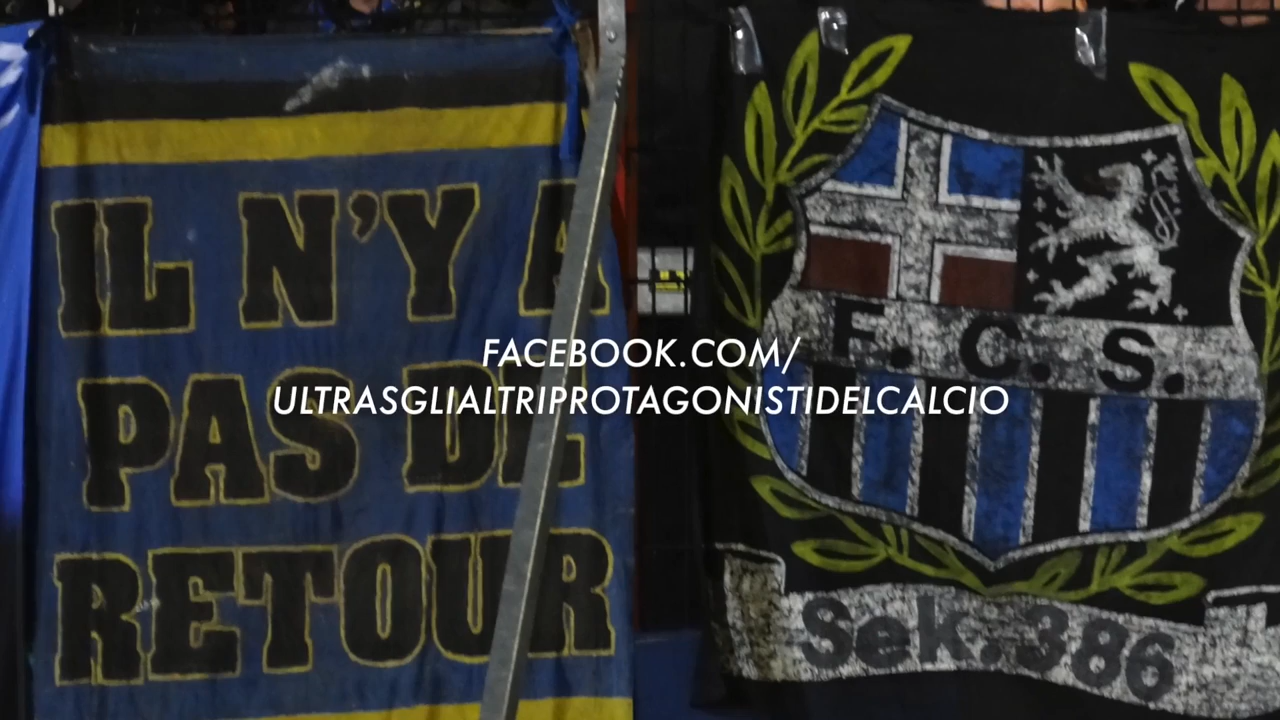 IL N'Y A
PAS DE
RETOUR
FACEBOOK.COM/
ULTRASGLIALTRIPROTAGONISTIDELCALCIO
F. C. S.
Sek. 386